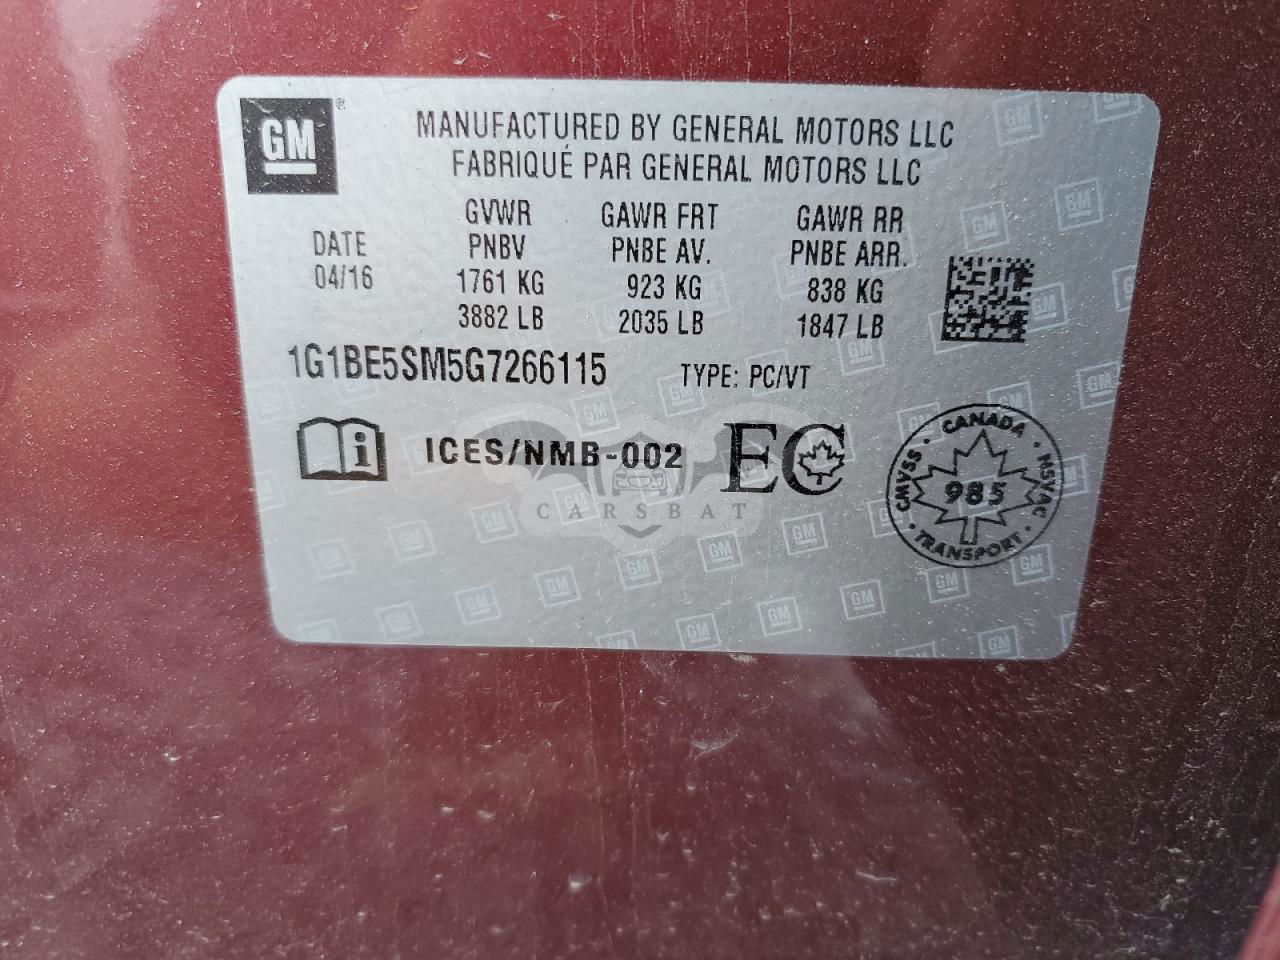 GM ®
MANUFACTURED BY GENERAL MOTORS LLC
FABRIQUÉ PAR GENERAL MOTORS LLC
GVWR GAWR FRT GAWR RR
DATE PNBV PNBE AV. PNBE ARR.
04/16 1761 KG 923 KG 838 KG
3882 LB 2035 LB 1847 LB
1G1BE5SM5G7266115 TYPE: PC/VT
i ICES/NMB-002 EC
CANADA
CMVSS 985 MSVAC
TRANSPORT
CARSBAT